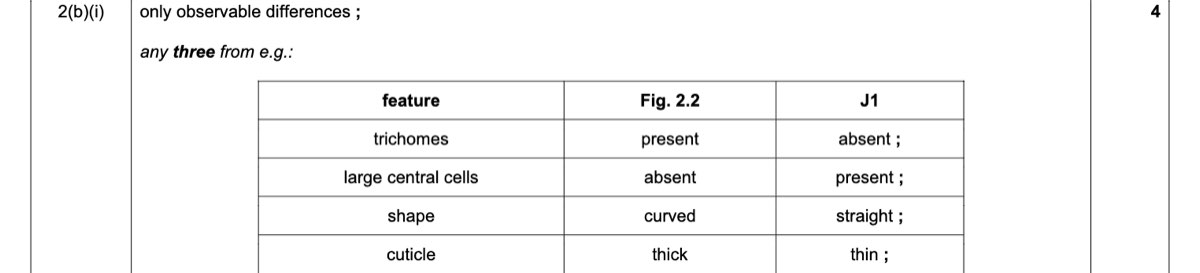 2(b)(i) only observable differences ; 4
any three from e.g.:
feature Fig. 2.2 J1
trichomes present absent ;
large central cells absent present ;
shape curved straight ;
cuticle thick thin ;